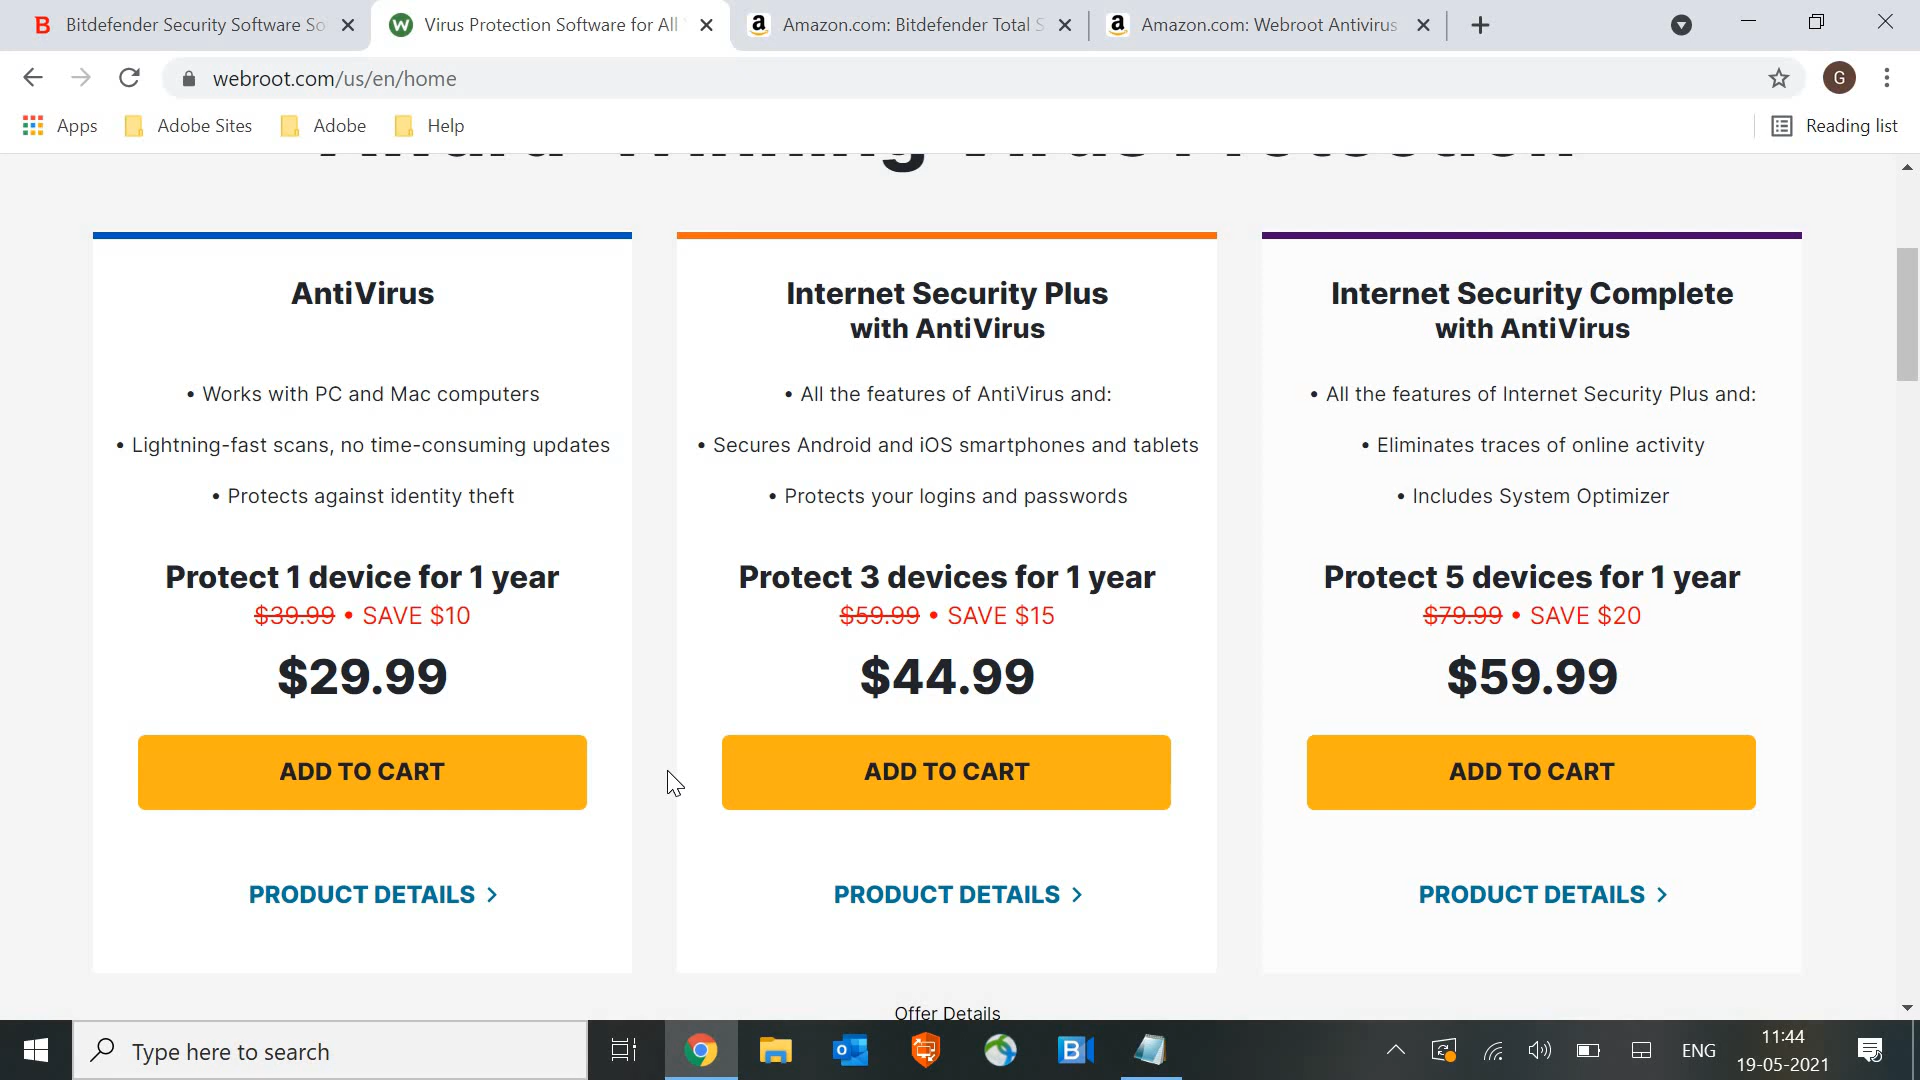 Bitdefender Security Software So
Virus Protection Software for All
Amazon.com: Bitdefender Total S
Amazon.com: Webroot Antivirus
webroot.com/us/en/home
G
Apps
Adobe Sites
Adobe
Help
Reading list
Award-Winning Virus Protection
AntiVirus
• Works with PC and Mac computers
• Lightning-fast scans, no time-consuming updates
• Protects against identity theft
Protect 1 device for 1 year
$39.99 • SAVE $10
$29.99
ADD TO CART
PRODUCT DETAILS >
Internet Security Plus
with AntiVirus
• All the features of AntiVirus and:
• Secures Android and iOS smartphones and tablets
• Protects your logins and passwords
Protect 3 devices for 1 year
$59.99 • SAVE $15
$44.99
ADD TO CART
PRODUCT DETAILS >
Internet Security Complete
with AntiVirus
• All the features of Internet Security Plus and:
• Eliminates traces of online activity
• Includes System Optimizer
Protect 5 devices for 1 year
$79.99 • SAVE $20
$59.99
ADD TO CART
PRODUCT DETAILS >
Offer Details
Type here to search
ENG
11:44
19-05-2021